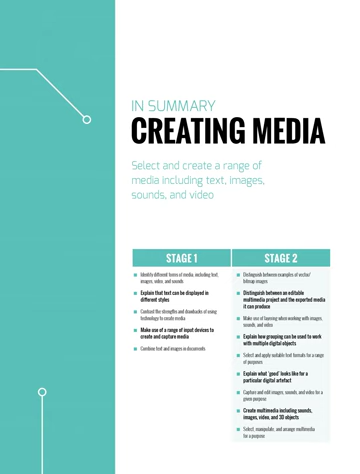 IN SUMMARY
CREATING MEDIA
Select and create a range of
media including text, images,
sounds, and video
STAGE 1
Identify different forms of media, including text,
images, video, and sounds
Explain that text can be displayed in
different styles
Contrast the strengths and drawbacks of using
technology to create media
Make use of a range of input devices to
create and capture media
Combine text and images in documents
STAGE 2
Distinguish between examples of vector/
bitmap images
Distinguish between an editable
multimedia project and the exported media
it can produce
Make use of layering when working with images,
sounds, and video
Explain how grouping can be used to work
with multiple digital objects
Select and apply suitable text formats for a range
of purposes
Explain what ‘good’ looks like for a
particular digital artefact
Capture and edit images, sounds, and video for a
given purpose
Create multimedia including sounds,
images, video, and 3D objects
Select, manipulate, and arrange multimedia
for a purpose